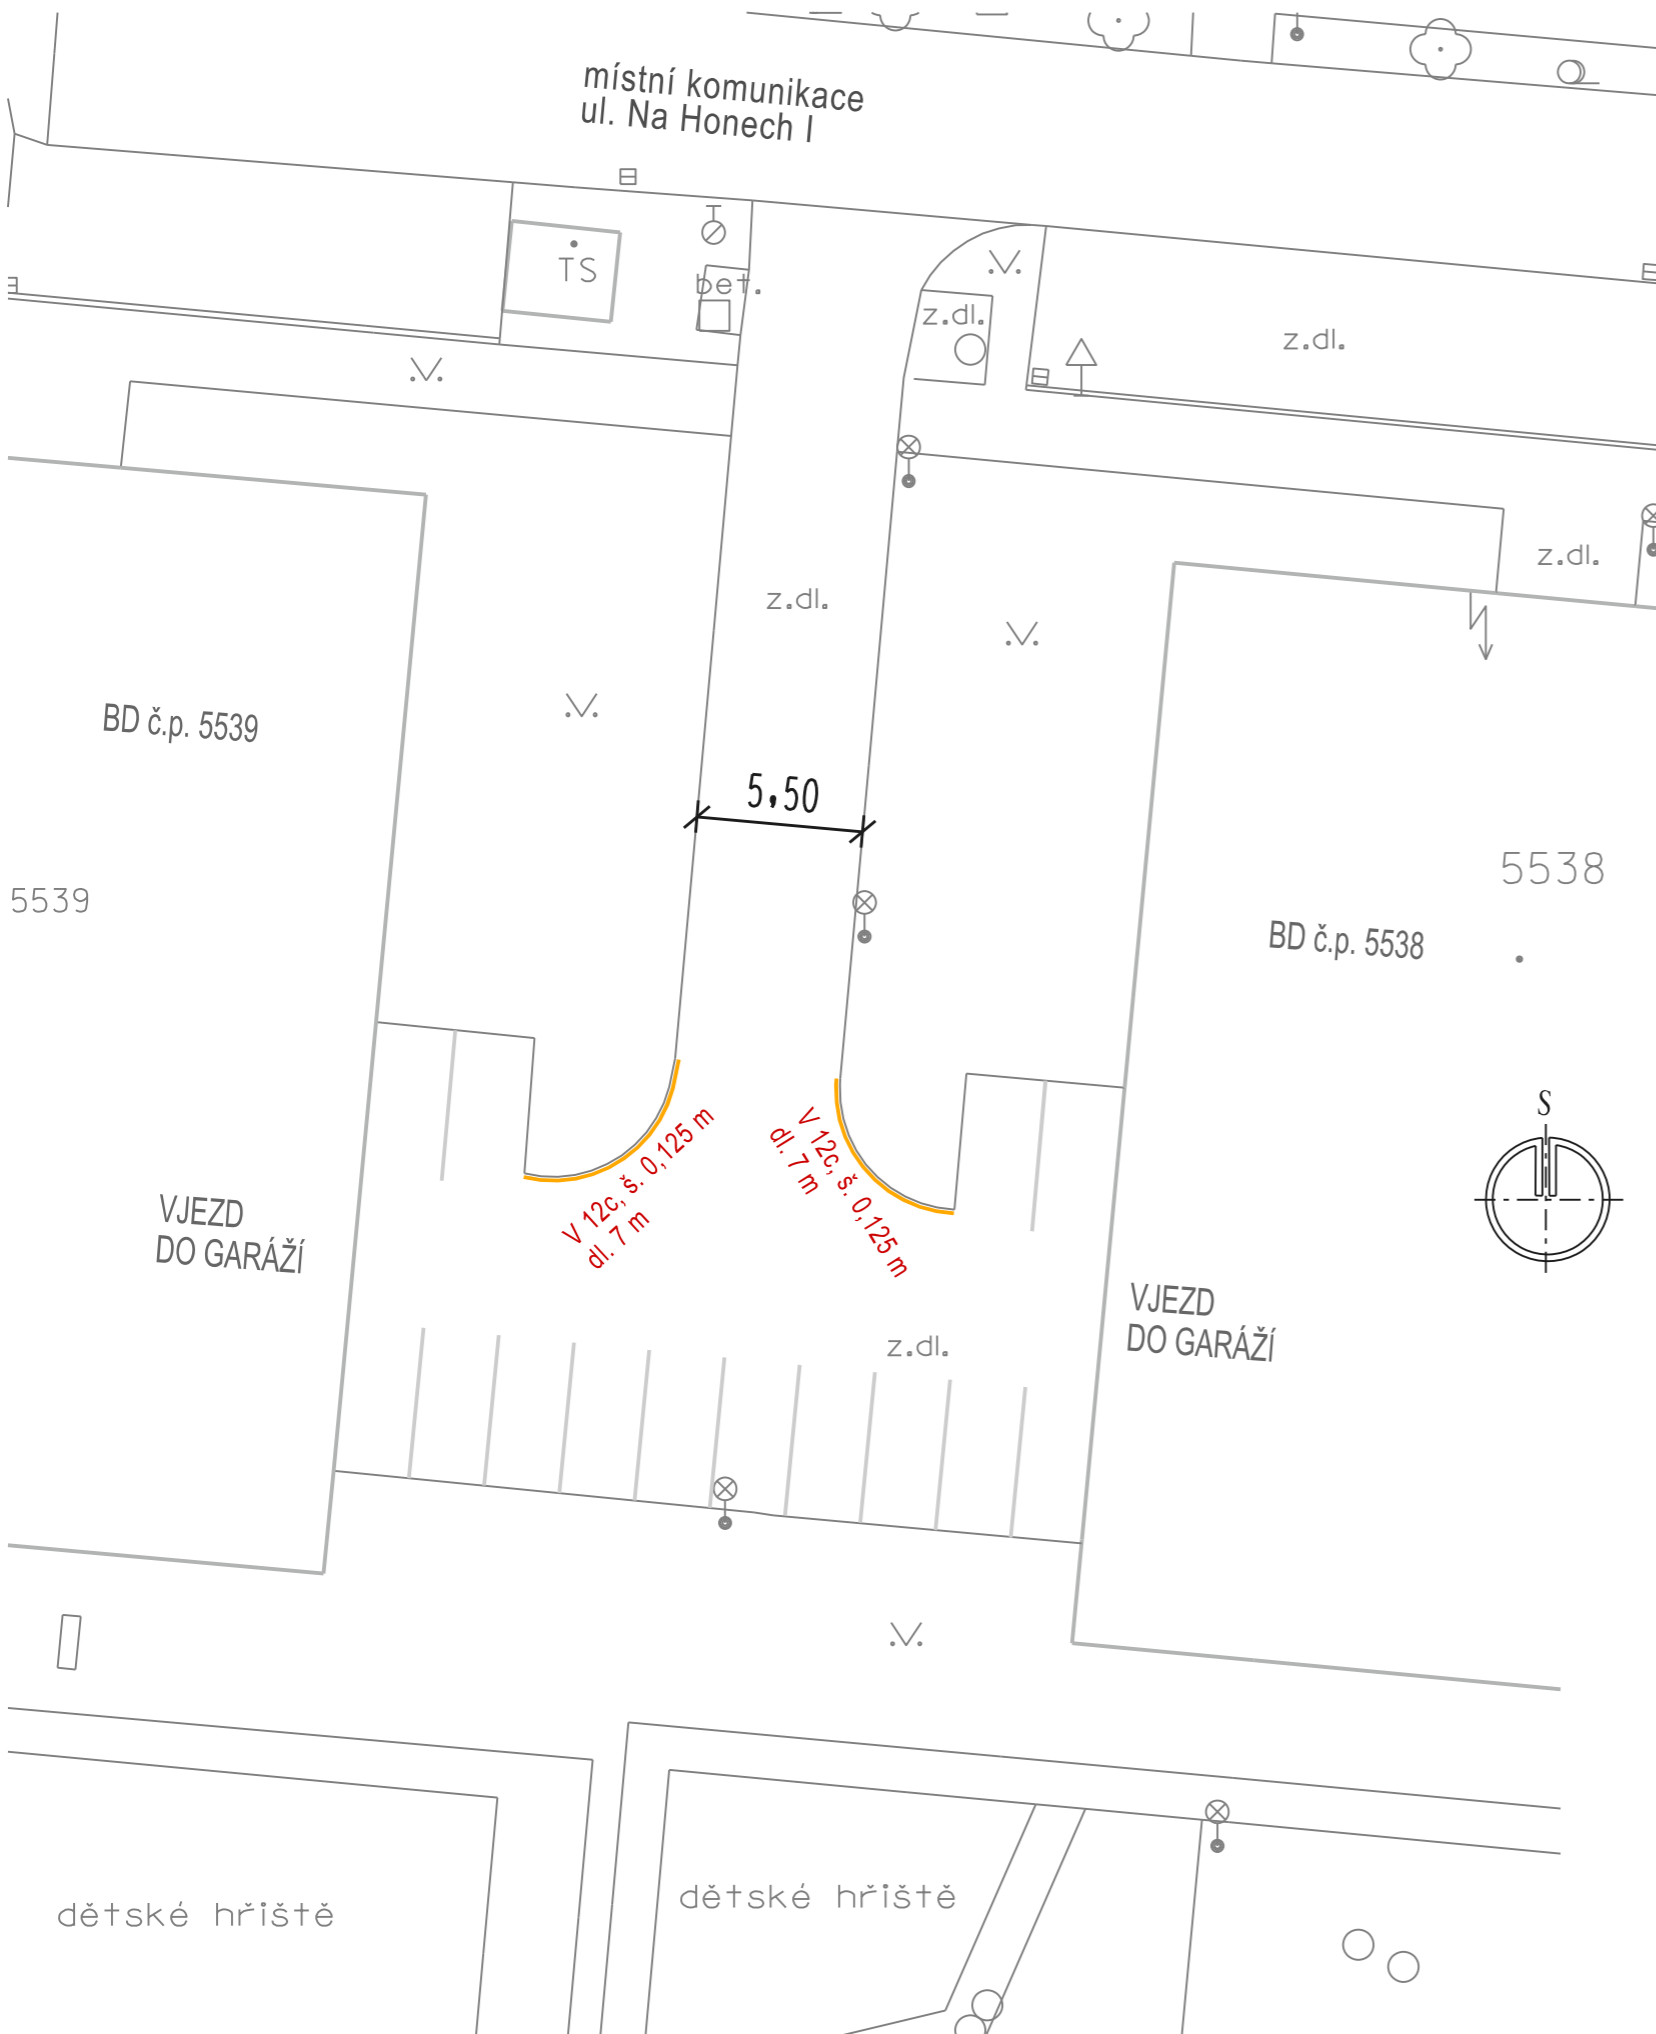 místní komunikace
ul. Na Honech I
TS
bet.
z.dl.
z.dl.
z.dl.
z.dl.
BD č.p. 5539
5,50
5538
5539
BD č.p. 5538
S
V 12c, š. 0,125 m
dl. 7 m
V 12c, š. 0,125 m
dl. 7 m
VJEZD
DO GARÁŽÍ
VJEZD
DO GARÁŽÍ
z.dl.
dětské hřiště
dětské hřiště